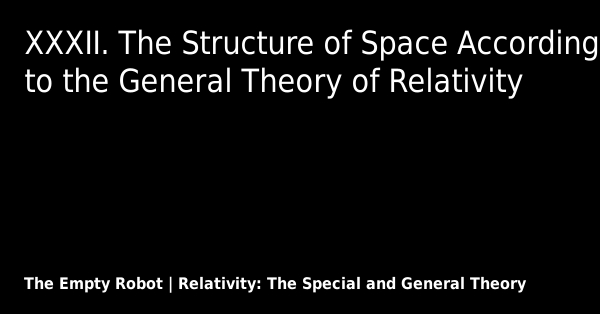 XXXII. The Structure of Space According
to the General Theory of Relativity
The Empty Robot | Relativity: The Special and General Theory